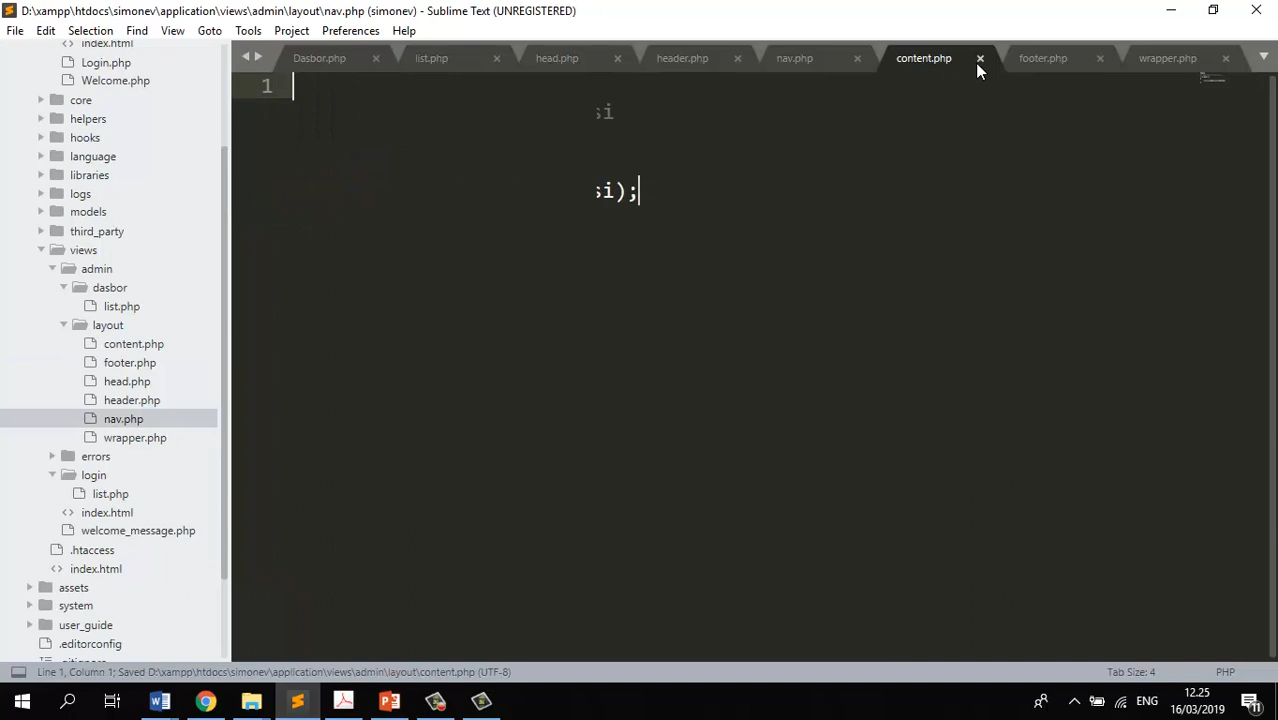 D:\xampp\htdocs\simonev\application\views\admin\layout\nav.php (simonev) - Sublime Text (UNREGISTERED)
File Edit Selection Find View Goto Tools Project Preferences Help
Dasbor.php list.php head.php header.php nav.php content.php footer.php wrapper.php
index.html
Login.php
Welcome.php
core
helpers
hooks
language
libraries
logs
models
third_party
views
admin
dasbor
list.php
layout
content.php
footer.php
head.php
header.php
nav.php
wrapper.php
errors
login
list.php
index.html
welcome_message.php
.htaccess
index.html
assets
system
user_guide
.editorconfig
1
si
si);
Line 1, Column 1; Saved D:\xampp\htdocs\simonev\application\views\admin\layout\content.php (UTF-8)
Tab Size: 4 PHP
ENG
12.25
16/03/2019
11